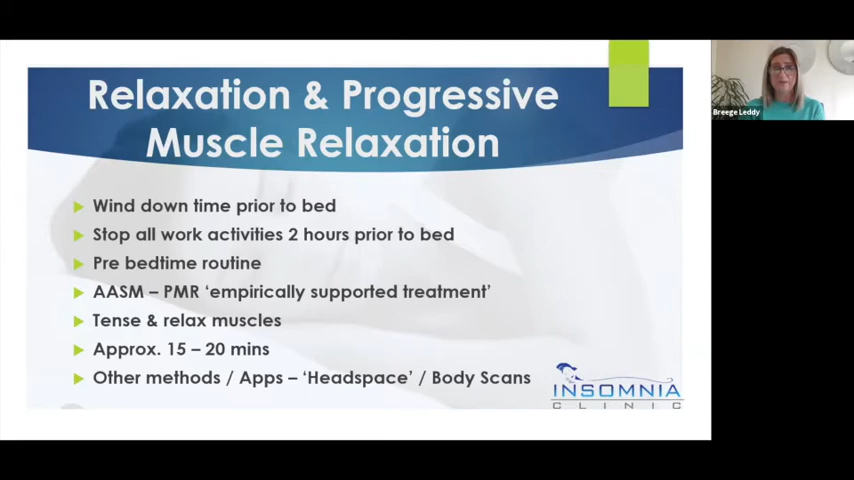 Relaxation & Progressive
Muscle Relaxation
Wind down time prior to bed
Stop all work activities 2 hours prior to bed
Pre bedtime routine
AASM – PMR ‘empirically supported treatment’
Tense & relax muscles
Approx. 15 – 20 mins
Other methods / Apps – ‘Headspace’ / Body Scans
INSOMNIA
CLINIC
Breege Leddy